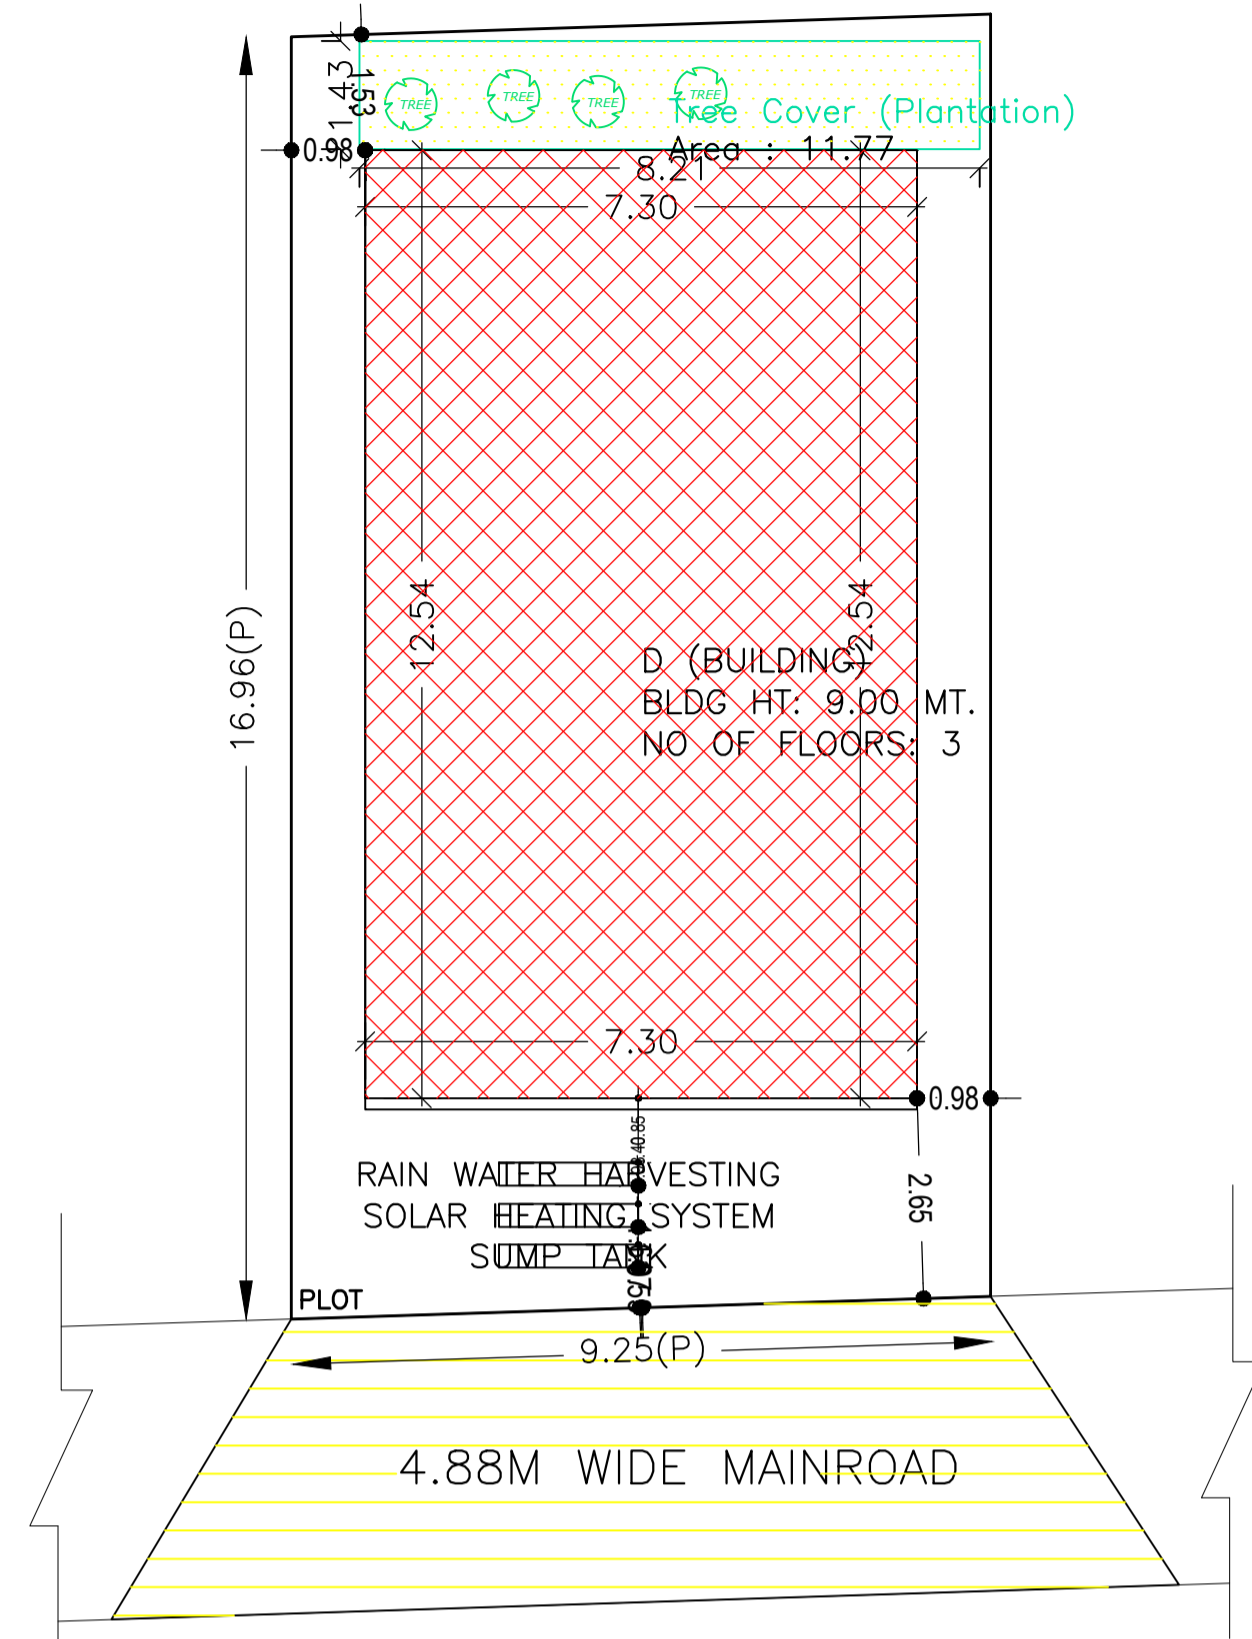 1.43
1.53
TREE
TREE
TREE
TREE
Tree Cover (Plantation)
0.98
Area : 11.77
8.21
7.30
12.54
12.54
16.96(P)
D (BUILDING)
BLDG HT: 9.00 MT.
NO OF FLOORS: 3
7.30
0.98
RAIN WATER HARVESTING
2.65
SOLAR HEATING SYSTEM
SUMP TANK
PLOT
9.25(P)
4.88M WIDE MAINROAD